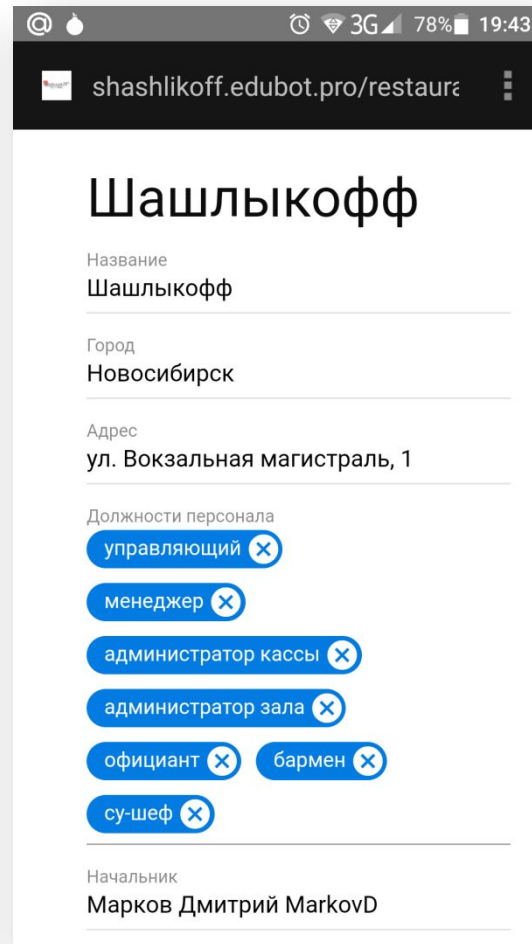 3G 78% 19:43
shashlikoff.edubot.pro/restaura
Шашлыкофф
Название
Шашлыкофф
Город
Новосибирск
Адрес
ул. Вокзальная магистраль, 1
Должности персонала
управляющий
менеджер
администратор кассы
администратор зала
официант бармен
су-шеф
Начальник
Марков Дмитрий MarkovD